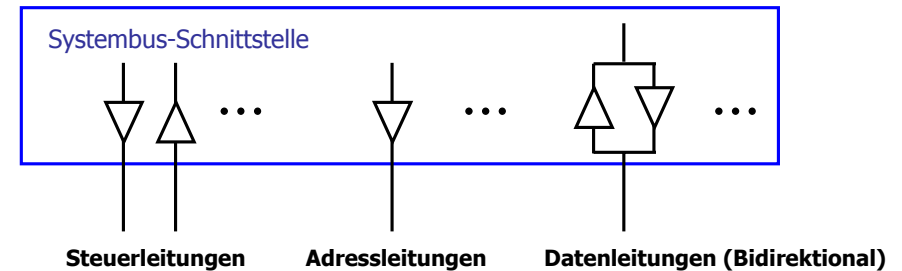 Systembus-Schnittstelle
Steuerleitungen Adressleitungen Datenleitungen (Bidirektional)